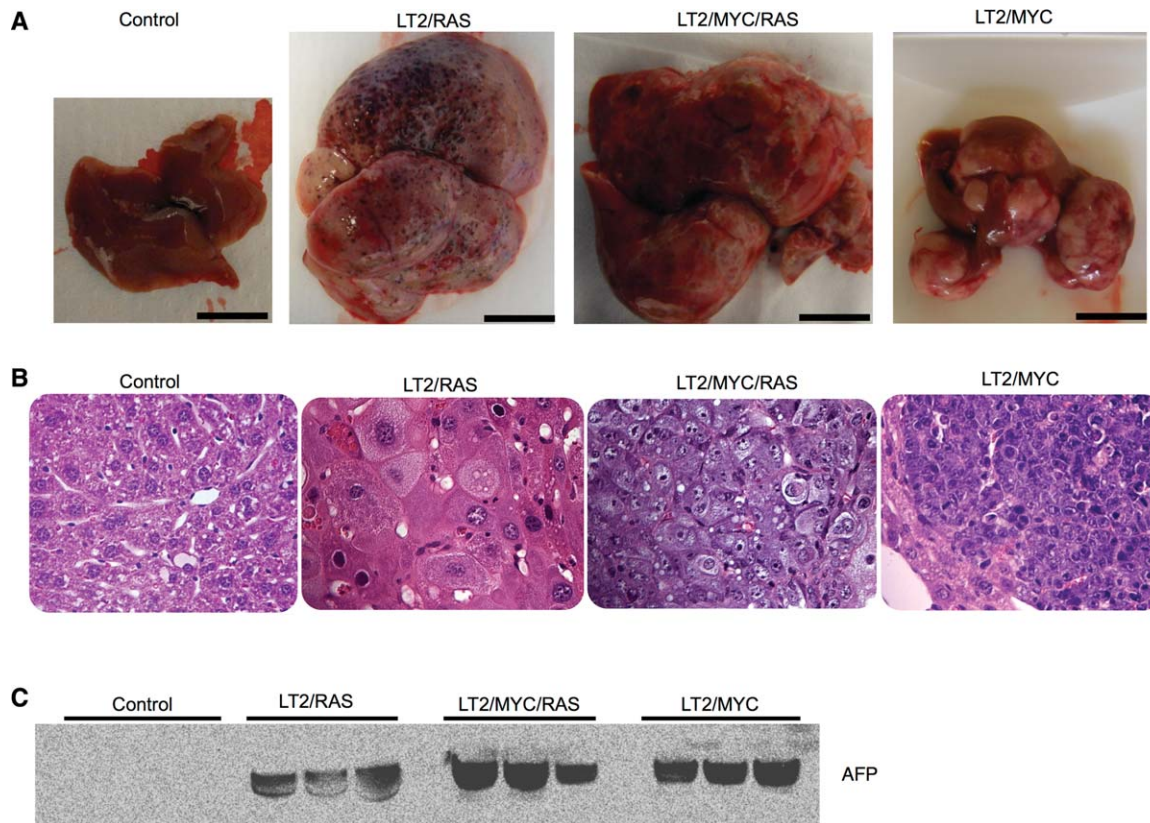 A
Control
LT2/RAS
LT2/MYC/RAS
LT2/MYC
B
Control
LT2/RAS
LT2/MYC/RAS
LT2/MYC
C
Control
LT2/RAS
LT2/MYC/RAS
LT2/MYC
AFP